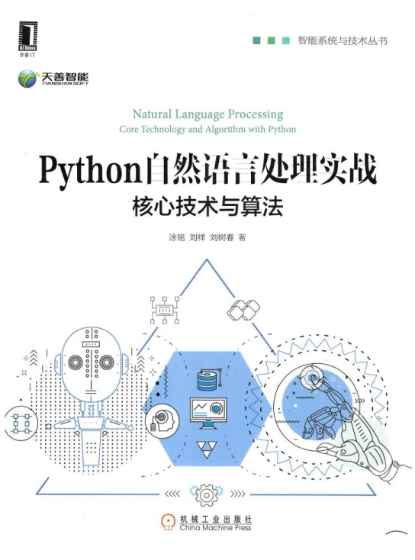 华章IT
智能系统与技术丛书
天善智能
TIANSHANSOFT
Natural Language Processing
Core Technology and Algorithm with Python
Python自然语言处理实战
核心技术与算法
涂铭 刘祥 刘树春 著
机械工业出版社
China Machine Press